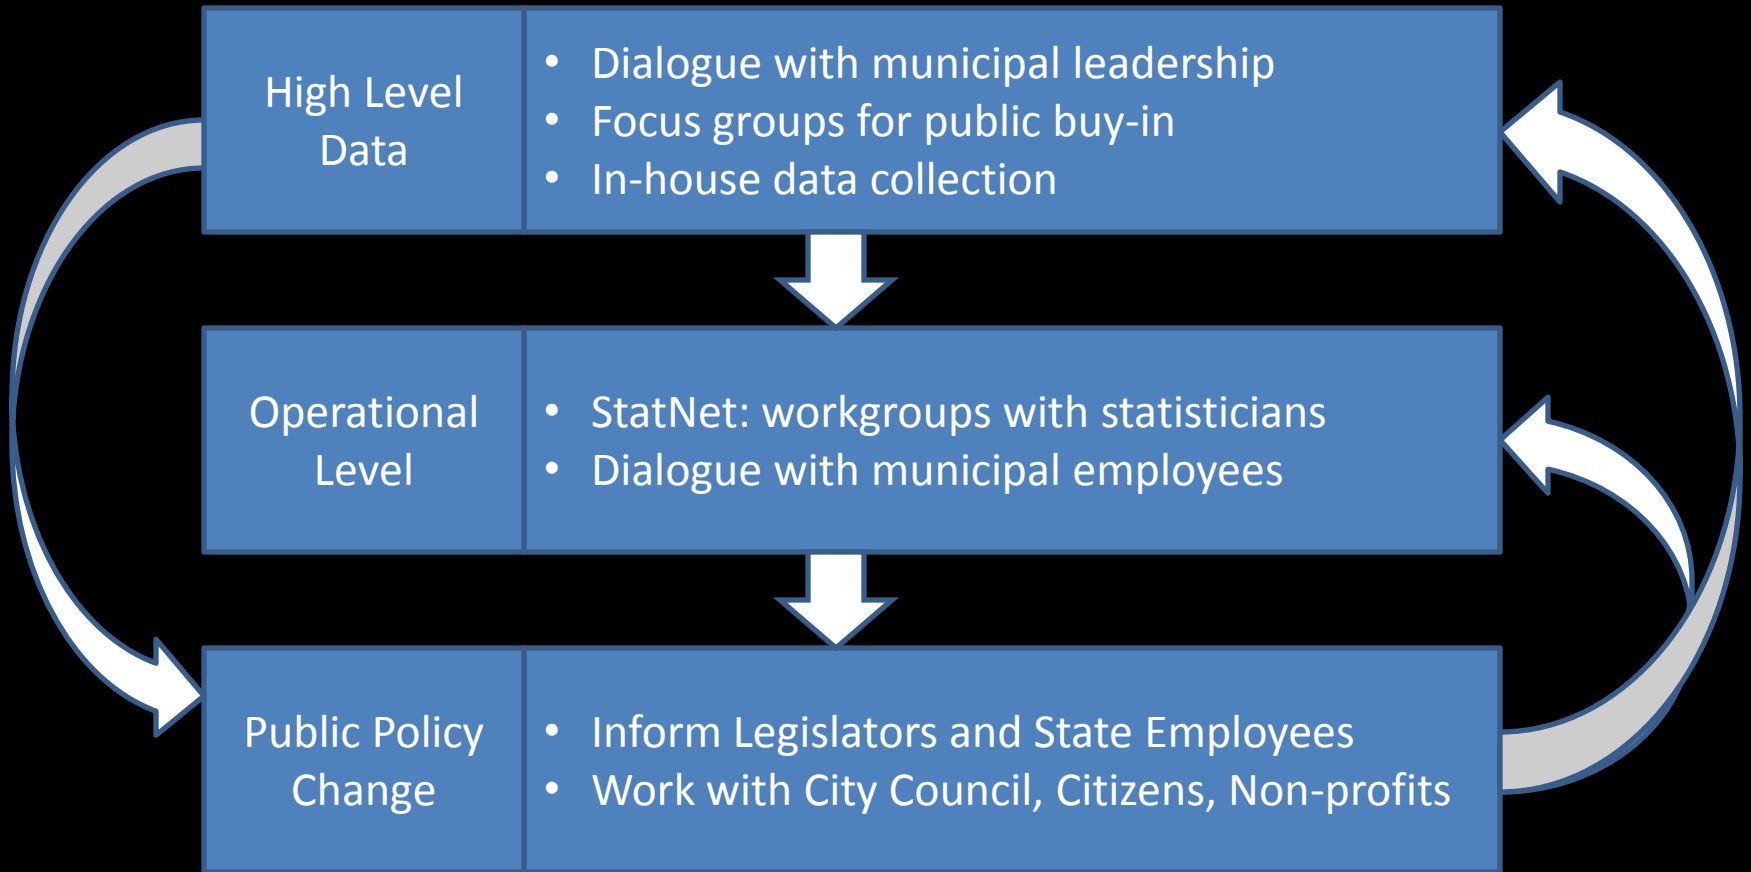 High Level
Data
• Dialogue with municipal leadership
• Focus groups for public buy-in
• In-house data collection
Operational
Level
• StatNet: workgroups with statisticians
• Dialogue with municipal employees
Public Policy
Change
• Inform Legislators and State Employees
• Work with City Council, Citizens, Non-profits